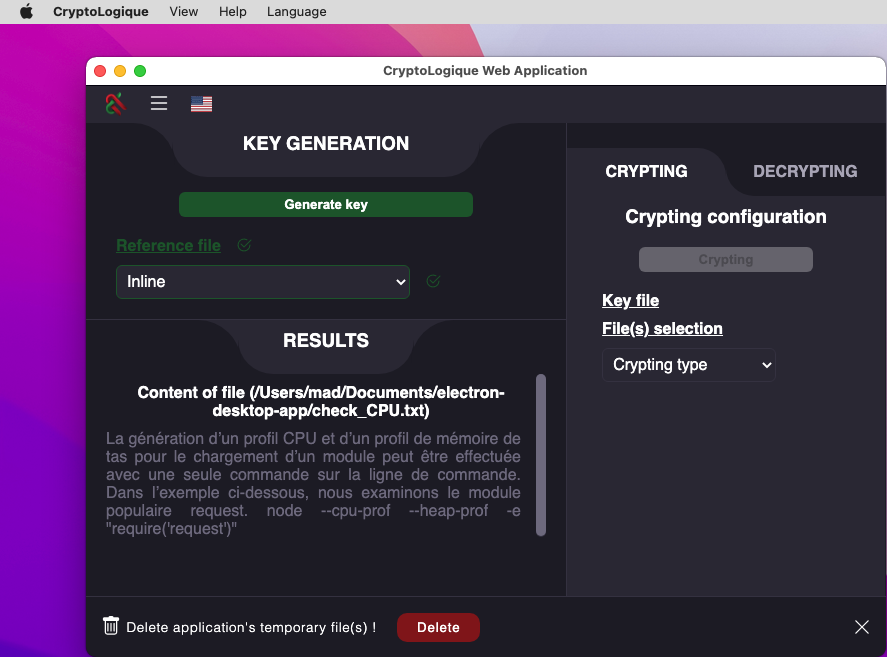 CryptoLogique View Help Language
CryptoLogique Web Application
KEY GENERATION
Generate key
Reference file
Inline
RESULTS
Content of file (/Users/mad/Documents/electron-
desktop-app/check_CPU.txt)
La génération d’un profil CPU et d’un profil de mémoire de
tas pour le chargement d’un module peut être effectuée
avec une seule commande sur la ligne de commande.
Dans l’exemple ci-dessous, nous examinons le module
populaire request. node --cpu-prof --heap-prof -e
"require('request')"
CRYPTING DECRYPTING
Crypting configuration
Crypting
Key file
File(s) selection
Crypting type
Delete application's temporary file(s) ! Delete